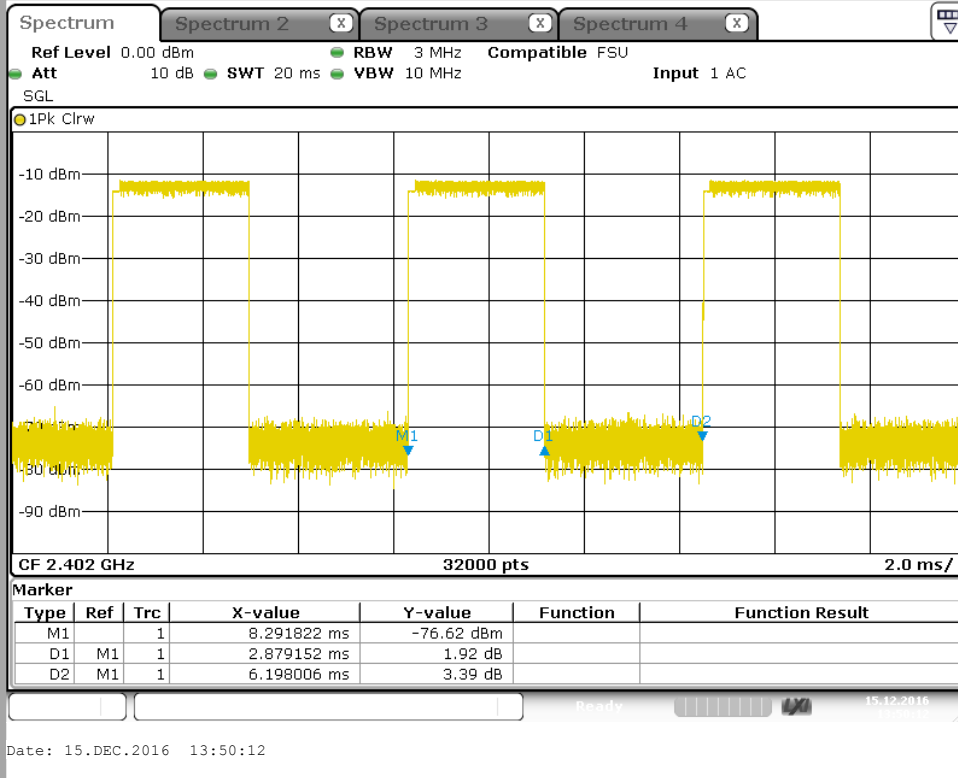 Spectrum Spectrum 2 X Spectrum 3 X Spectrum 4 X
Ref Level 0.00 dBm RBW 3 MHz Compatible FSU
Att 10 dB SWT 20 ms VBW 10 MHz Input 1 AC
SGL
1Pk Clrw
-10 dBm
-20 dBm
-30 dBm
-40 dBm
-50 dBm
-60 dBm
D2
M1 D1
-90 dBm
CF 2.402 GHz 32000 pts 2.0 ms/
Marker
Type Ref Trc X-value Y-value Function Function Result
M1 1 8.291822 ms -76.62 dBm
D1 M1 1 2.879152 ms 1.92 dB
D2 M1 1 6.198006 ms 3.39 dB
Ready LXI 15.12.2016
Date: 15.DEC.2016 13:50:12